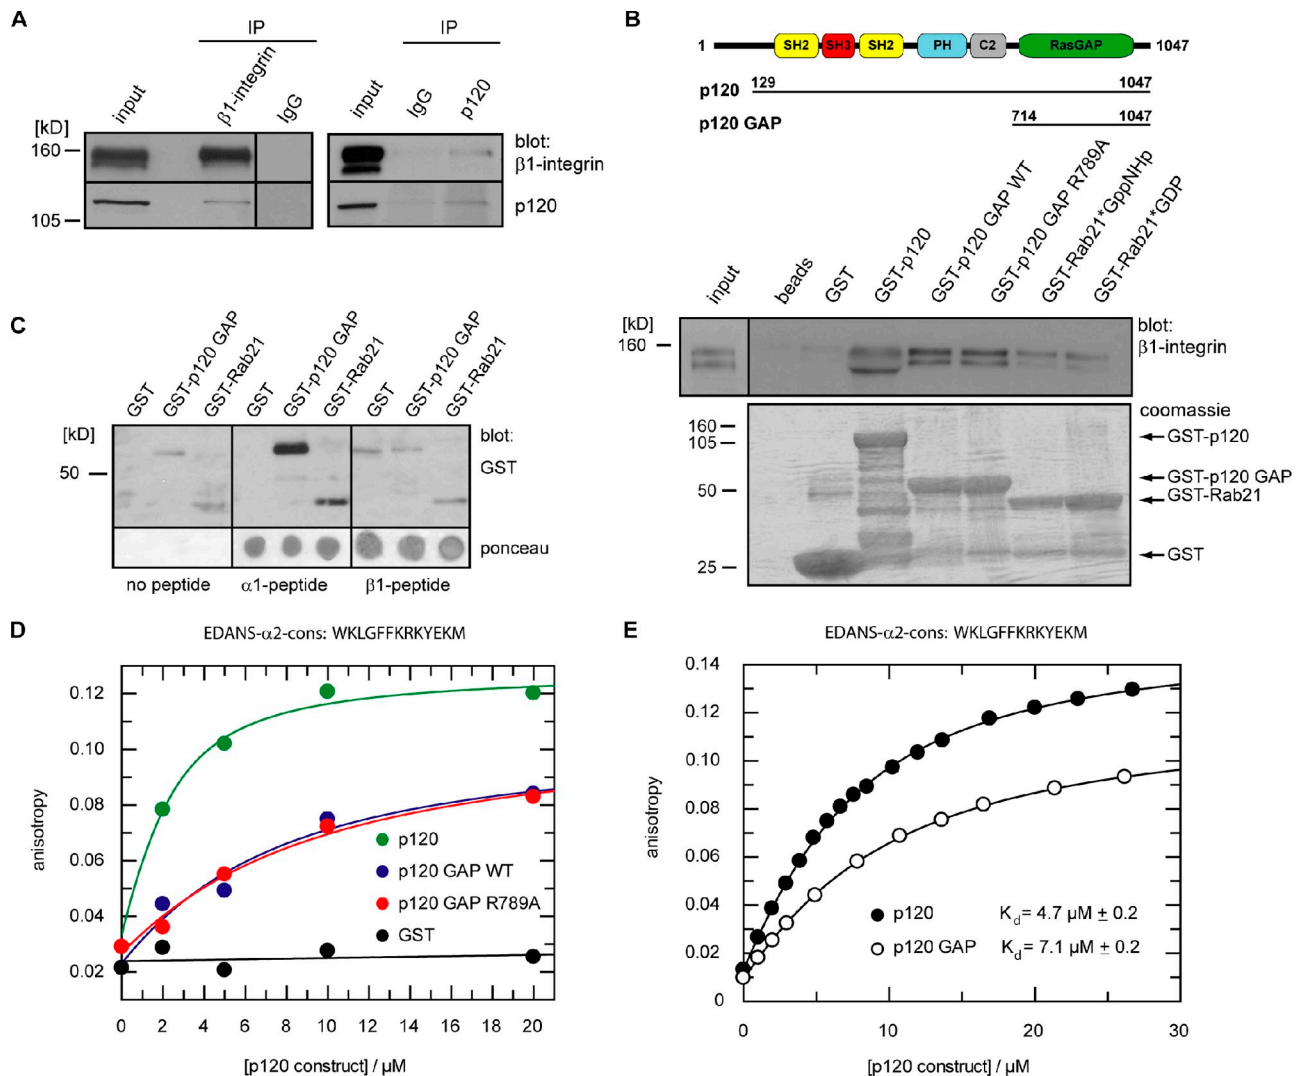 A
IP
IP
input
β1-integrin
IgG
input
IgG
p120
[kD]
160
105
blot:
β1-integrin
p120
B
1
SH2
SH3
SH2
PH
C2
RasGAP
1047
p120
129
1047
p120 GAP
714
1047
input
beads
GST
GST-p120
GST-p120 GAP WT
GST-p120 GAP R789A
GST-Rab21*GppNHp
GST-Rab21*GDP
[kD]
160
blot:
β1-integrin
coomassie
160
105
50
25
GST-p120
GST-p120 GAP
GST-Rab21
GST
C
GST
GST-p120 GAP
GST-Rab21
GST
GST-p120 GAP
GST-Rab21
GST
GST-p120 GAP
GST-Rab21
[kD]
50
blot:
GST
ponceau
no peptide
α1-peptide
β1-peptide
D
EDANS-α2-cons: WKLGFFKRKYEKM
anisotropy
0.12
0.10
0.08
0.06
0.04
0.02
p120
p120 GAP WT
p120 GAP R789A
GST
0 2 4 6 8 10 12 14 16 18 20
[p120 construct] / µM
E
EDANS-α2-cons: WKLGFFKRKYEKM
anisotropy
0.14
0.12
0.10
0.08
0.06
0.04
0.02
0
p120 Kd= 4.7 µM ± 0.2
p120 GAP Kd= 7.1 µM ± 0.2
0 10 20 30
[p120 construct] / µM